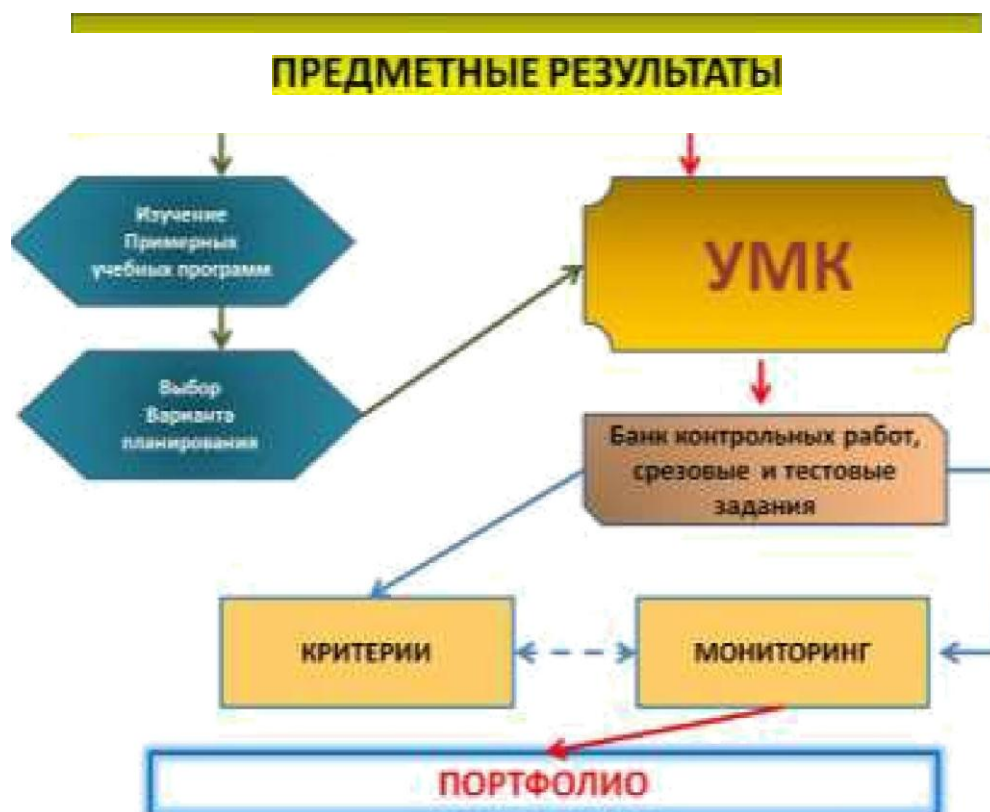 ПРЕДМЕТНЫЕ РЕЗУЛЬТАТЫ
Изучение
Примерных
учебных программ
УМК
Выбор
Варианта
планирования
Банк контрольных работ,
срезовые и тестовые
задания
КРИТЕРИИ
МОНИТОРИНГ
ПОРТФОЛИО